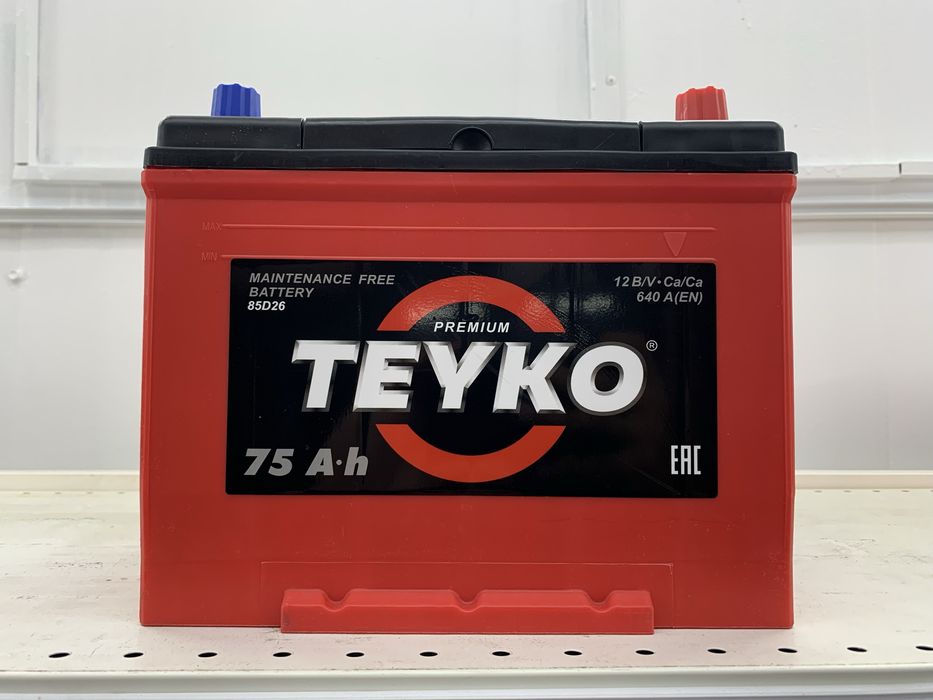 MAX
MIN
MAINTENANCE FREE
BATTERY
85D26
12 B/V • Ca/Ca
640 A(EN)
PREMIUM
TEYKO ®
75 A·h
EAC